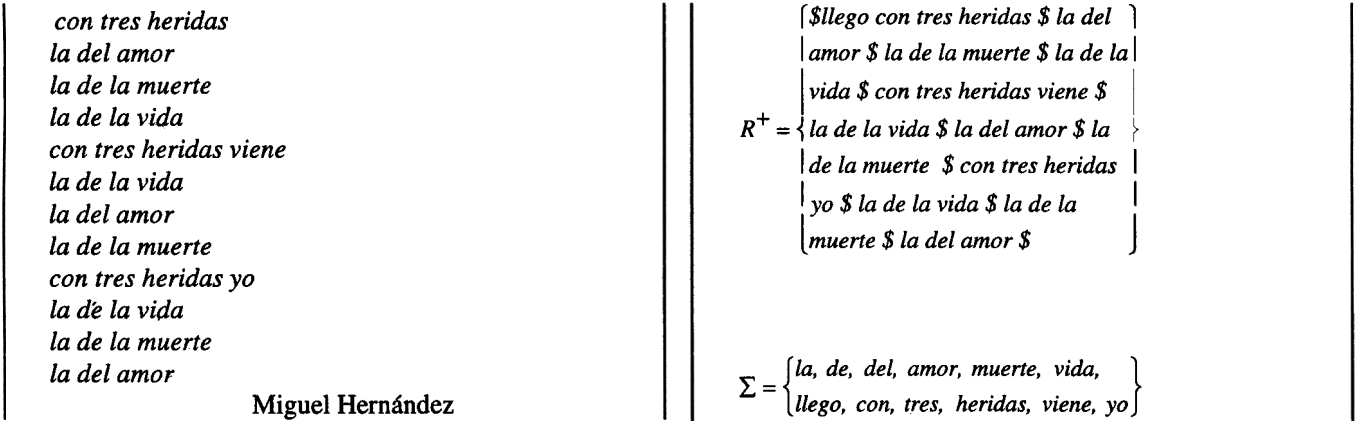 con tres heridas
la del amor
la de la muerte
la de la vida
con tres heridas viene
la de la vida
la del amor
la de la muerte
con tres heridas yo
la de la vida
la de la muerte
la del amor
Miguel Hernández
$llego con tres heridas $ la del
amor $ la de la muerte $ la de la
vida $ con tres heridas viene $
R⁺ = { la de la vida $ la del amor $ la }
de la muerte $ con tres heridas
yo $ la de la vida $ la de la
muerte $ la del amor $
Σ = { la, de, del, amor, muerte, vida,
llego, con, tres, heridas, viene, yo }